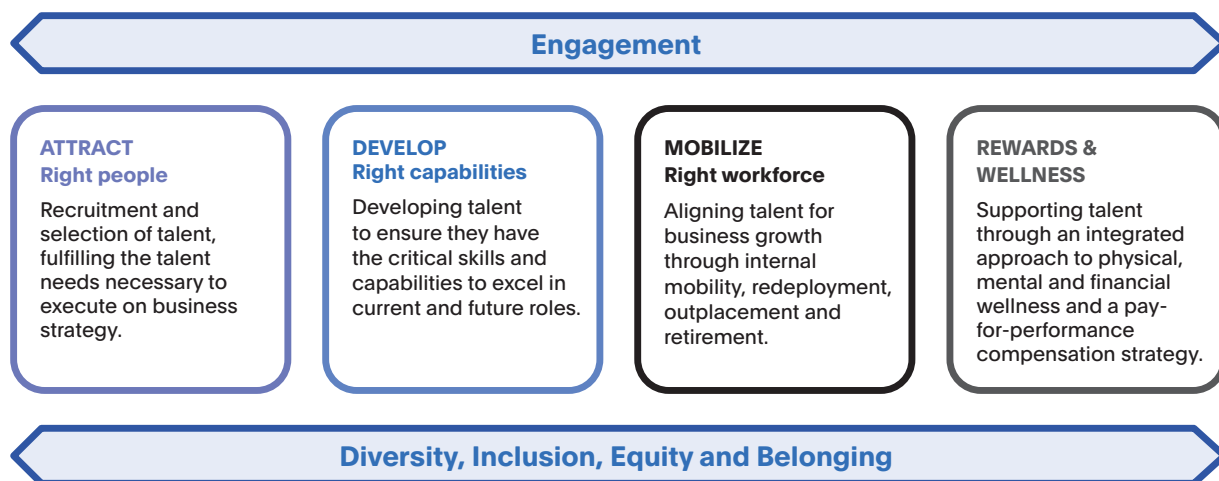 Engagement
ATTRACT
Right people
Recruitment and
selection of talent,
fulfilling the talent
needs necessary to
execute on business
strategy.
DEVELOP
Right capabilities
Developing talent
to ensure they have
the critical skills and
capabilities to excel in
current and future roles.
MOBILIZE
Right workforce
Aligning talent for
business growth
through internal
mobility, redeployment,
outplacement and
retirement.
REWARDS &
WELLNESS
Supporting talent
through an integrated
approach to physical,
mental and financial
wellness and a pay-
for-performance
compensation strategy.
Diversity, Inclusion, Equity and Belonging